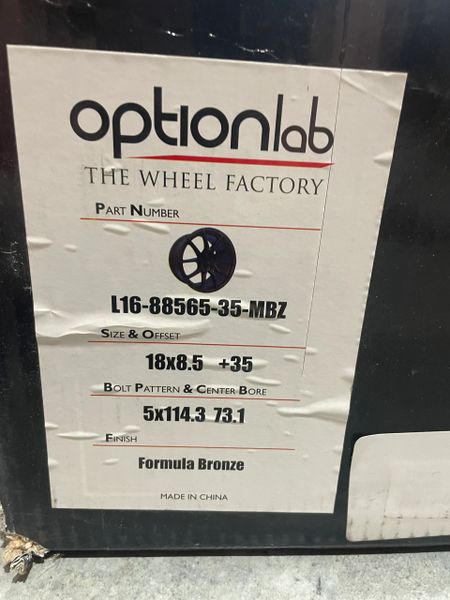 optionlab
THE WHEEL FACTORY
PART NUMBER
L16-88565-35-MBZ
SIZE & OFFSET
18x8.5 +35
BOLT PATTERN & CENTER BORE
5x114.3 73.1
FINISH
Formula Bronze
MADE IN CHINA